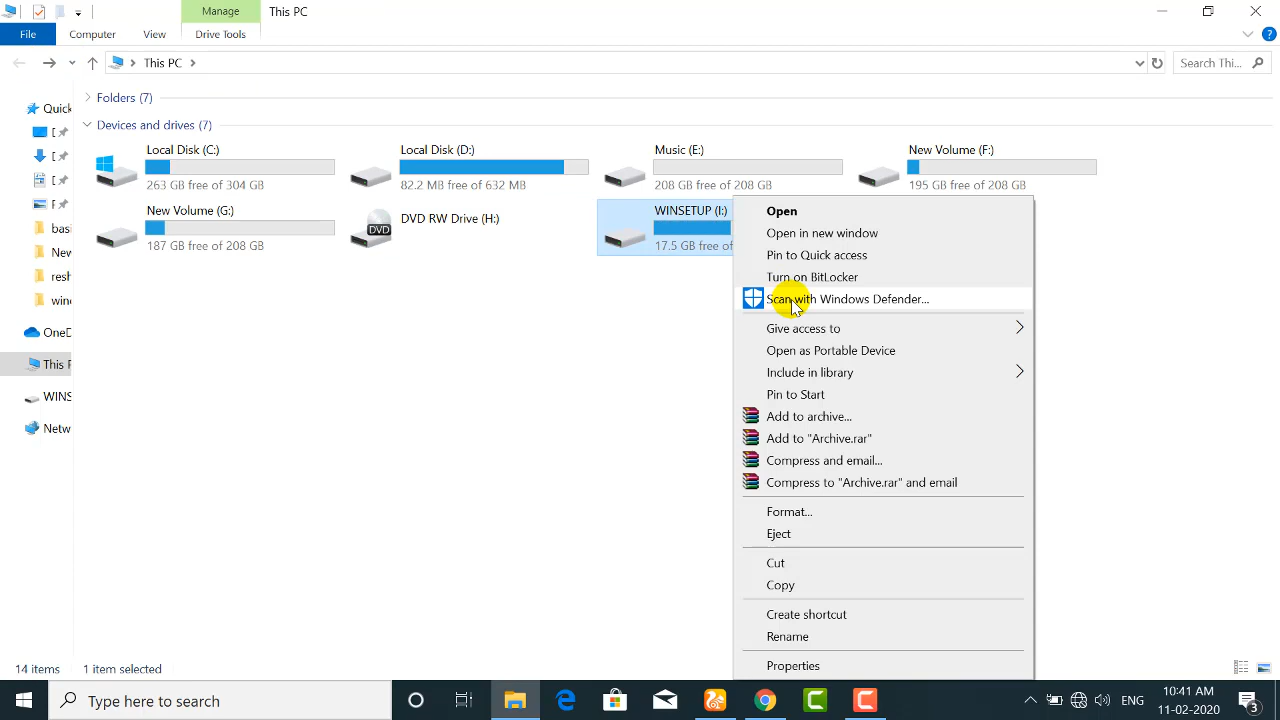 Manage
This PC
File
Computer
View
Drive Tools
This PC
Search Thi...
Folders (7)
Devices and drives (7)
Local Disk (C:)
263 GB free of 304 GB
Local Disk (D:)
82.2 MB free of 632 MB
Music (E:)
208 GB free of 208 GB
New Volume (F:)
195 GB free of 208 GB
New Volume (G:)
187 GB free of 208 GB
DVD RW Drive (H:)
DVD
WINSETUP (I:)
17.5 GB free of
Quick
basi
New
resh
wind
OneD
This P
WINS
Netw
Open
Open in new window
Pin to Quick access
Turn on BitLocker
Scan with Windows Defender...
Give access to
Open as Portable Device
Include in library
Pin to Start
Add to archive...
Add to "Archive.rar"
Compress and email...
Compress to "Archive.rar" and email
Format...
Eject
Cut
Copy
Create shortcut
Rename
Properties
14 items
1 item selected
Type here to search
ENG
10:41 AM
11-02-2020
3